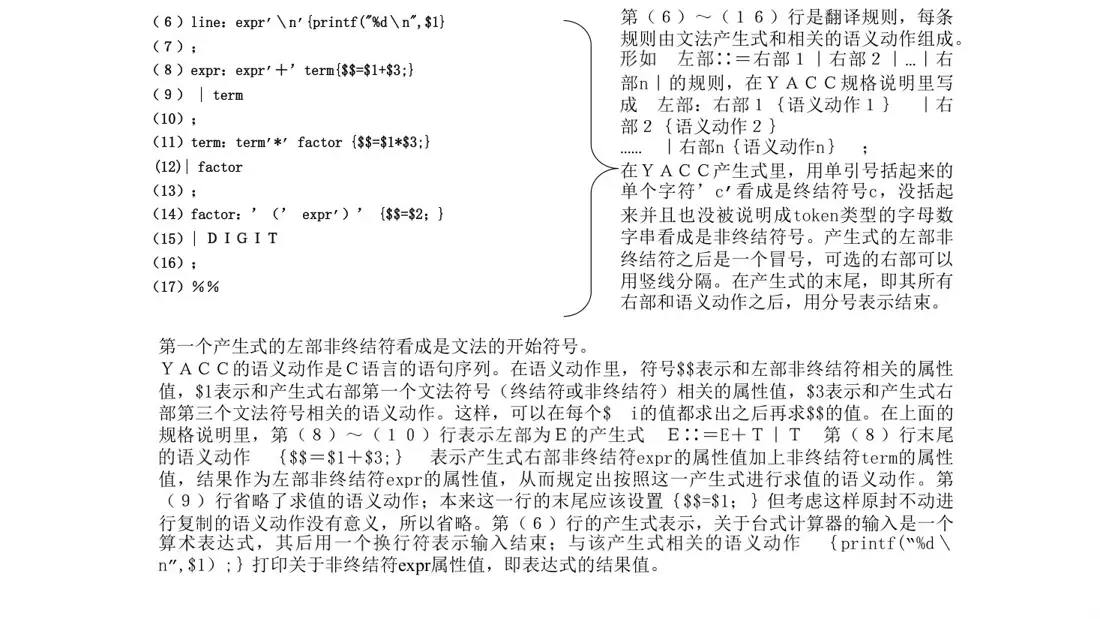 (6) line: expr'\n'{printf("%d\n",$1}
(7);
(8) expr: expr'＋' term{$$=$1+$3;}
(9) | term
(10);
(11) term: term'*' factor {$$=$1*$3;}
(12)| factor
(13);
(14) factor: '(' expr')' {$$=$2; }
(15)| ＤＩＧＩＴ
(16);
(17) %%
第（6）～（16）行是翻译规则，每条
规则由文法产生式和相关的语义动作组成。
形如 左部∷＝右部１｜右部２｜…｜右
部n｜的规则，在ＹＡＣＣ规格说明里写
成 左部：右部１｛语义动作１｝ ｜右
部２｛语义动作２｝
…… ｜右部n｛语义动作n｝ ；
在ＹＡＣＣ产生式里，用单引号括起来的
单个字符'c'看成是终结符号c，没括起
来并且也没被说明成token类型的字母数
字串看成是非终结符号。产生式的左部非
终结符之后是一个冒号，可选的右部可以
用竖线分隔。在产生式的末尾，即其所有
右部和语义动作之后，用分号表示结束。
第一个产生式的左部非终结符看成是文法的开始符号。
ＹＡＣＣ的语义动作是Ｃ语言的语句序列。在语义动作里，符号$$表示和左部非终结符相关的属性
值，$1表示和产生式右部第一个文法符号（终结符或非终结符）相关的属性值，$3表示和产生式右
部第三个文法符号相关的语义动作。这样，可以在每个$ i的值都求出之后再求$$的值。在上面的
规格说明里，第（8）～（10）行表示左部为Ｅ的产生式 Ｅ∷＝Ｅ＋Ｔ｜Ｔ 第（8）行末尾
的语义动作 ｛$$＝$1＋$3;｝ 表示产生式右部非终结符expr的属性值加上非终结符term的属性
值，结果作为左部非终结符expr的属性值，从而规定出按照这一产生式进行求值的语义动作。第
（9）行省略了求值的语义动作；本来这一行的末尾应该设置｛$$=$1；｝但考虑这样原封不动进
行复制的语义动作没有意义，所以省略。第（6）行的产生式表示，关于台式计算器的输入是一个
算术表达式，其后用一个换行符表示输入结束；与该产生式相关的语义动作 ｛printf(“%d＼
n”,$1）;｝打印关于非终结符expr属性值，即表达式的结果值。